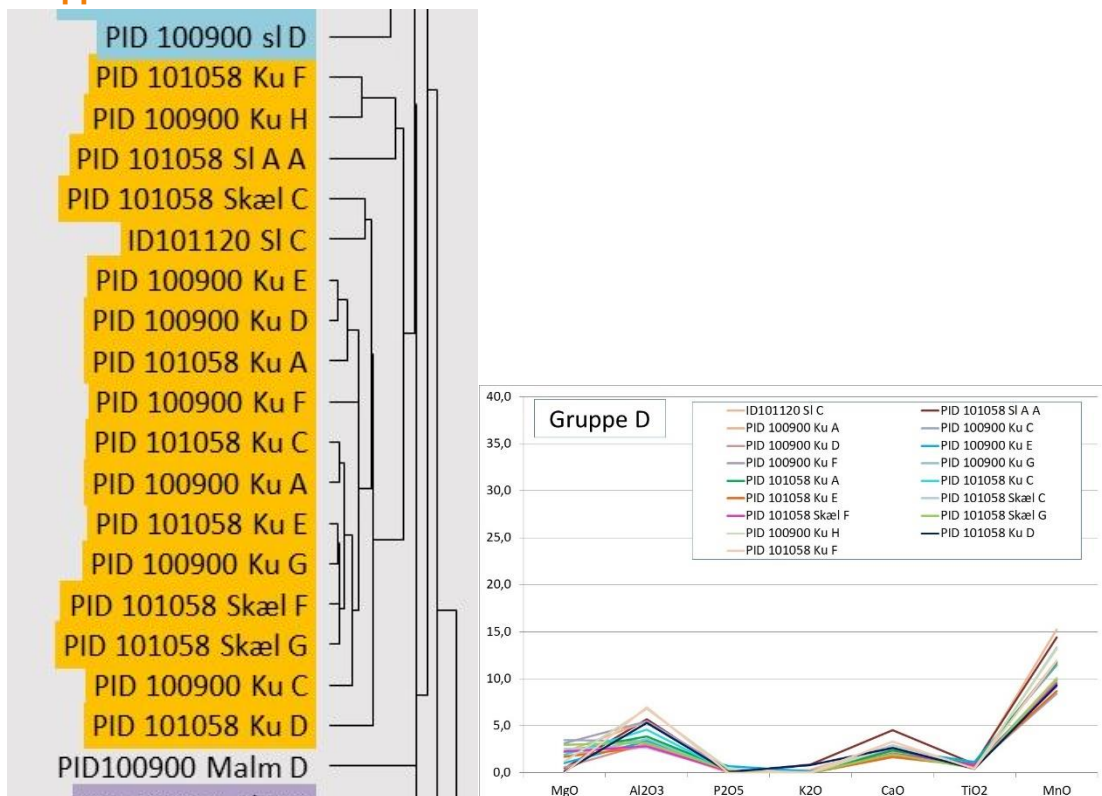 PID 100900 sl D
PID 101058 Ku F
PID 100900 Ku H
PID 101058 Sl A A
PID 101058 Skæl C
ID101120 Sl C
PID 100900 Ku E
PID 100900 Ku D
PID 101058 Ku A
PID 100900 Ku F
PID 101058 Ku C
PID 100900 Ku A
PID 101058 Ku E
PID 100900 Ku G
PID 101058 Skæl F
PID 101058 Skæl G
PID 100900 Ku C
PID 101058 Ku D
PID100900 Malm D
Gruppe D
40,0
35,0
30,0
25,0
20,0
15,0
10,0
5,0
0,0
ID101120 Sl C PID 101058 Sl A A
PID 100900 Ku A PID 100900 Ku C
PID 100900 Ku D PID 100900 Ku E
PID 100900 Ku F PID 100900 Ku G
PID 101058 Ku A PID 101058 Ku C
PID 101058 Ku E PID 101058 Skæl C
PID 101058 Skæl F PID 101058 Skæl G
PID 100900 Ku H PID 101058 Ku D
PID 101058 Ku F
MgO Al2O3 P2O5 K2O CaO TiO2 MnO